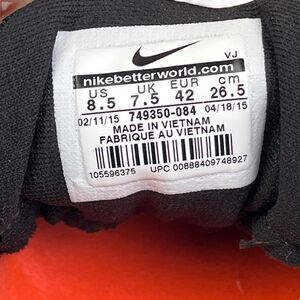 VJ
nikebetterworld.com
US UK EUR cm
8.5 7.5 42 26.5
02/11/15 749350-084 04/18/15
MADE IN VIETNAM
FABRIQUE AU VIETNAM
105596375 UPC 00888409748927